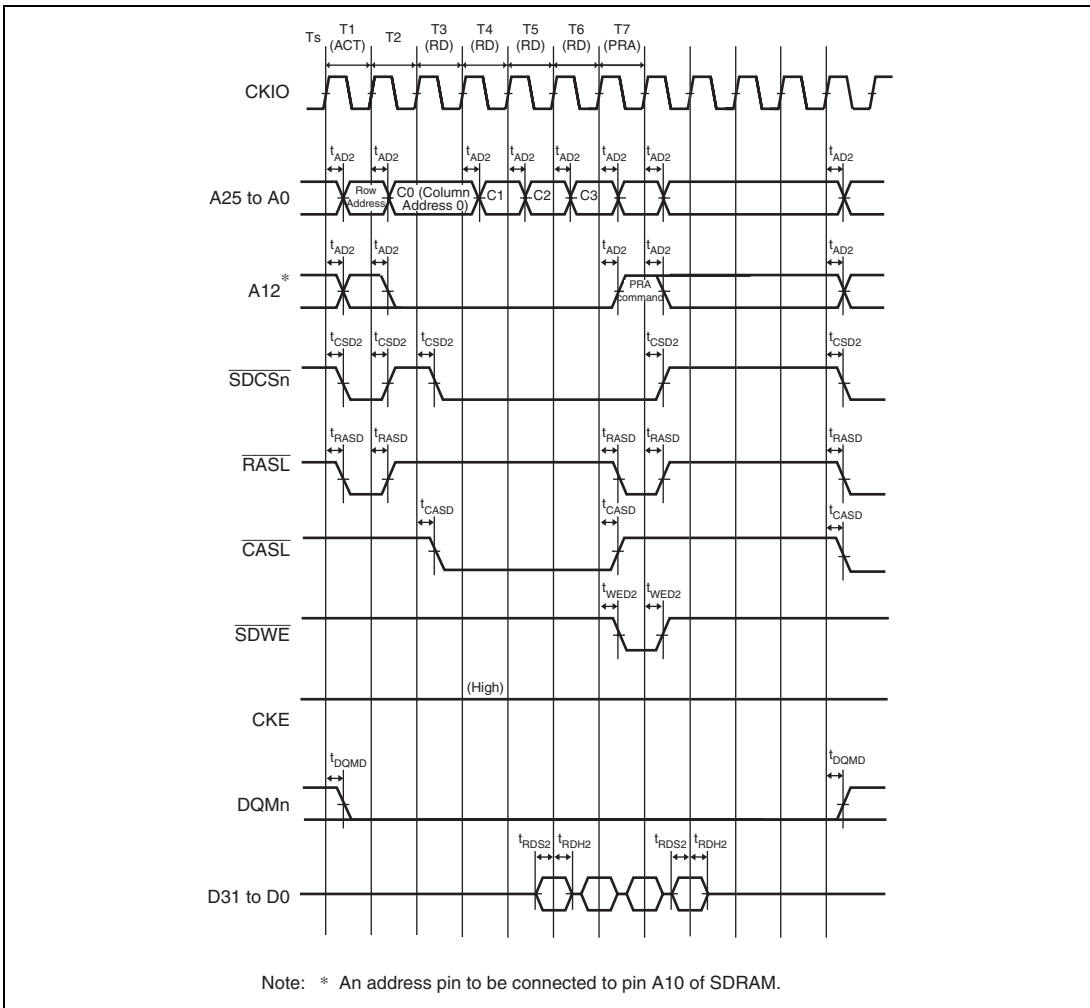 Ts T1 (ACT) T2 T3 (RD) T4 (RD) T5 (RD) T6 (RD) T7 (PRA)
CKIO
tAD2 tAD2 tAD2 tAD2 tAD2 tAD2 tAD2 tAD2
A25 to A0 Row Address C0 (Column Address 0) C1 C2 C3
tAD2 tAD2 tAD2 tAD2 tAD2
A12* PRA command
tCSD2 tCSD2 tCSD2 tCSD2 tCSD2
SDCSn
tRASD tRASD tRASD tRASD tRASD
RASL
tCASD tCASD tCASD
CASL
tWED2 tWED2
SDWE
(High)
CKE
tDQMD tDQMD
DQMn
tRDS2 tRDH2 tRDS2 tRDH2
D31 to D0
Note: * An address pin to be connected to pin A10 of SDRAM.